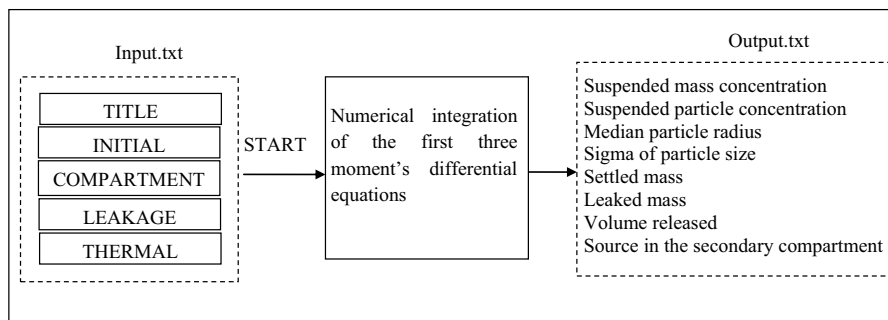 Input.txt
TITLE
INITIAL
COMPARTMENT
LEAKAGE
THERMAL
START
Numerical integration
of the first three
moment's differential
equations
Output.txt
Suspended mass concentration
Suspended particle concentration
Median particle radius
Sigma of particle size
Settled mass
Leaked mass
Volume released
Source in the secondary compartment